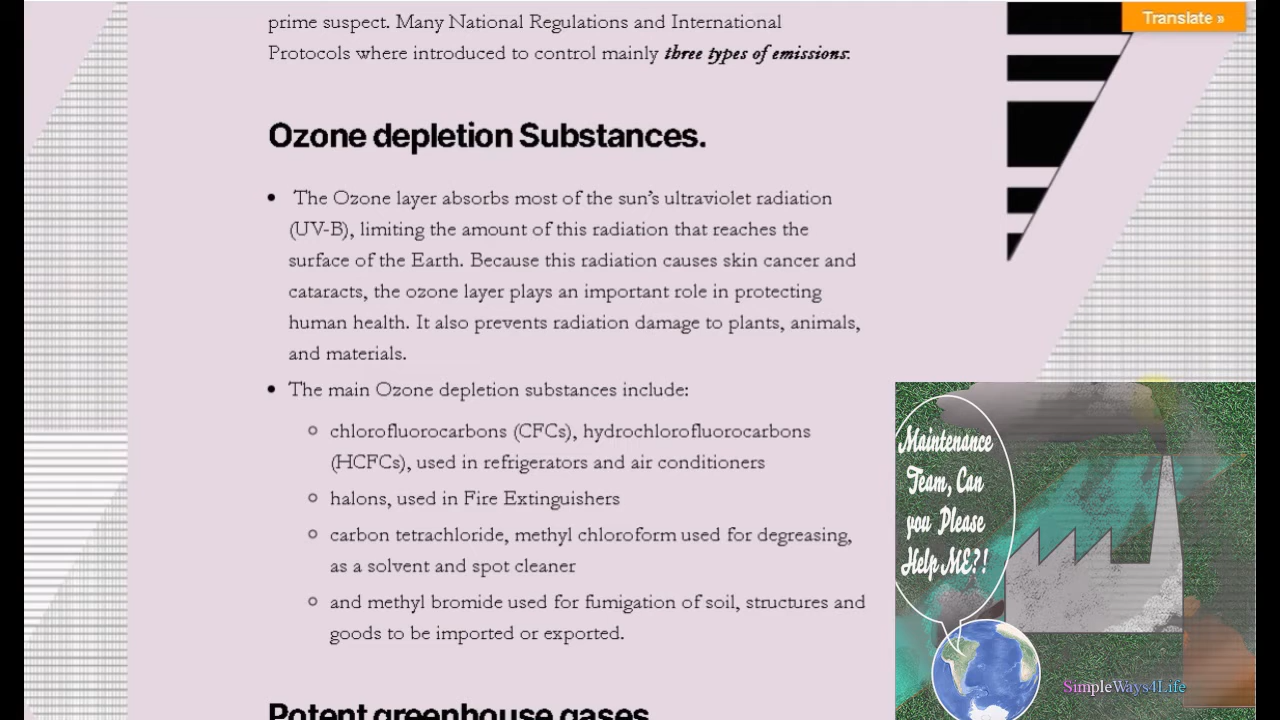 prime suspect. Many National Regulations and International
Protocols where introduced to control mainly three types of emissions:
Translate »
Ozone depletion Substances.
The Ozone layer absorbs most of the sun’s ultraviolet radiation
(UV-B), limiting the amount of this radiation that reaches the
surface of the Earth. Because this radiation causes skin cancer and
cataracts, the ozone layer plays an important role in protecting
human health. It also prevents radiation damage to plants, animals,
and materials.
The main Ozone depletion substances include:
chlorofluorocarbons (CFCs), hydrochlorofluorocarbons
(HCFCs), used in refrigerators and air conditioners
halons, used in Fire Extinguishers
carbon tetrachloride, methyl chloroform used for degreasing,
as a solvent and spot cleaner
and methyl bromide used for fumigation of soil, structures and
goods to be imported or exported.
Potent greenhouse gases
Maintenance
Team, Can
you Please
Help ME?!
SimpleWays4Life